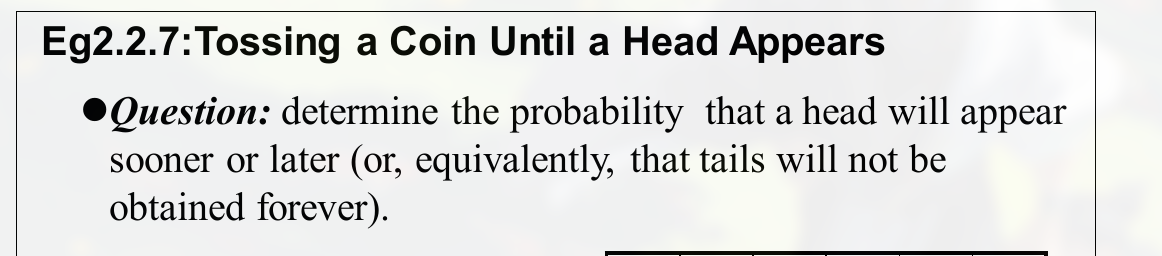 Eg2.2.7:Tossing a Coin Until a Head Appears
●Question: determine the probability that a head will appear
sooner or later (or, equivalently, that tails will not be
obtained forever).